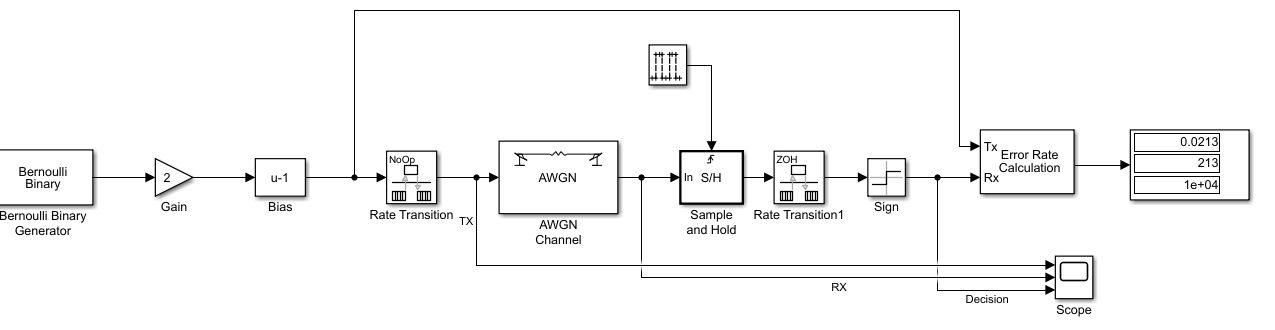 Bernoulli
Binary
Bernoulli Binary
Generator
2
Gain
u-1
Bias
NoOp
Rate Transition
TX
AWGN
AWGN
Channel
In
S/H
Sample
and Hold
ZOH
Rate Transition1
Sign
Tx
Rx
Error Rate
Calculation
0.0213
213
1e+04
RX
Decision
Scope